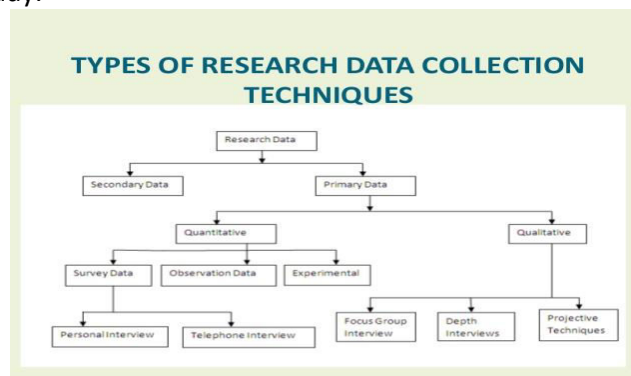 TYPES OF RESEARCH DATA COLLECTION
TECHNIQUES
Research Data
Secondary Data
Primary Data
Quantitative
Qualitative
Survey Data
Observation Data
Experimental
Focus Group
Interview
Depth
Interviews
Projective
Techniques
Personal Interview
Telephone Interview